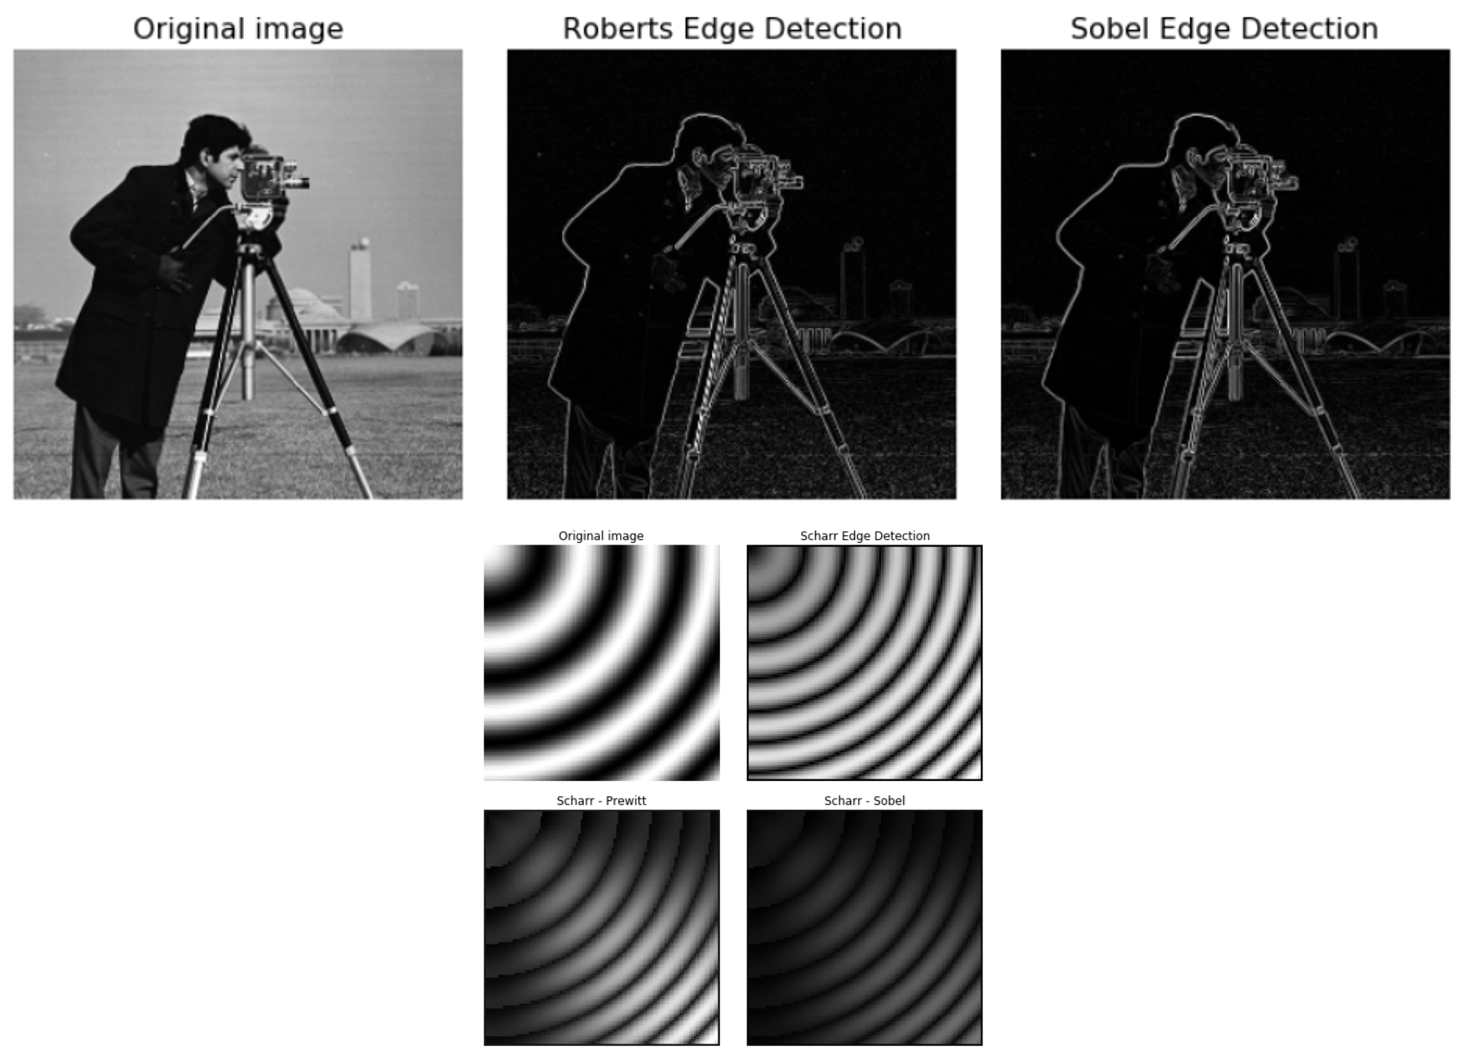 Original image
Roberts Edge Detection
Sobel Edge Detection
Original image
Scharr Edge Detection
Scharr - Prewitt
Scharr - Sobel